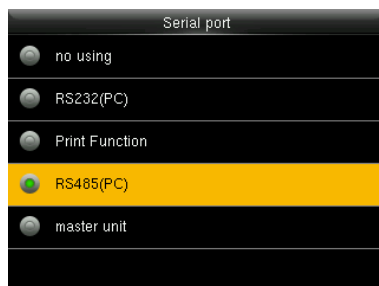 Serial port
no using
RS232(PC)
Print Function
RS485(PC)
master unit